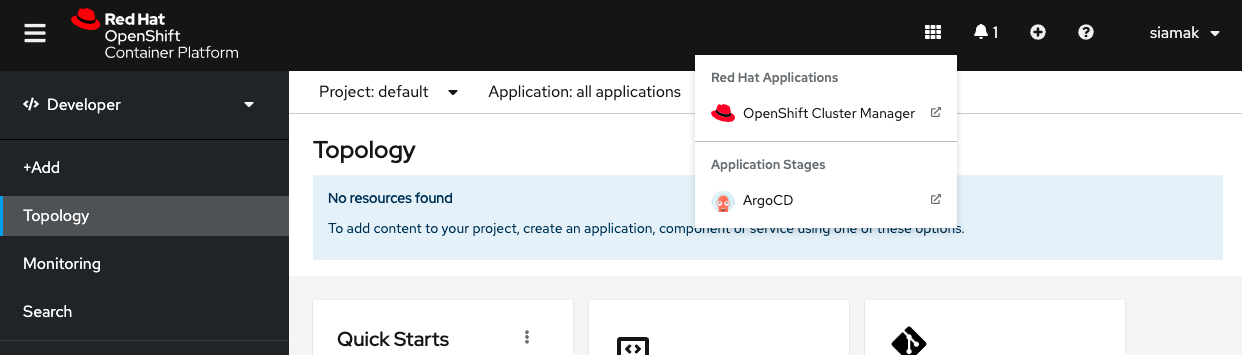 Red Hat
OpenShift
Container Platform
1
siamak
Developer
Project: default
Application: all applications
Red Hat Applications
OpenShift Cluster Manager
Application Stages
ArgoCD
+Add
Topology
Monitoring
Search
Topology
No resources found
To add content to your project, create an application, component or service using one of these options.
Quick Starts